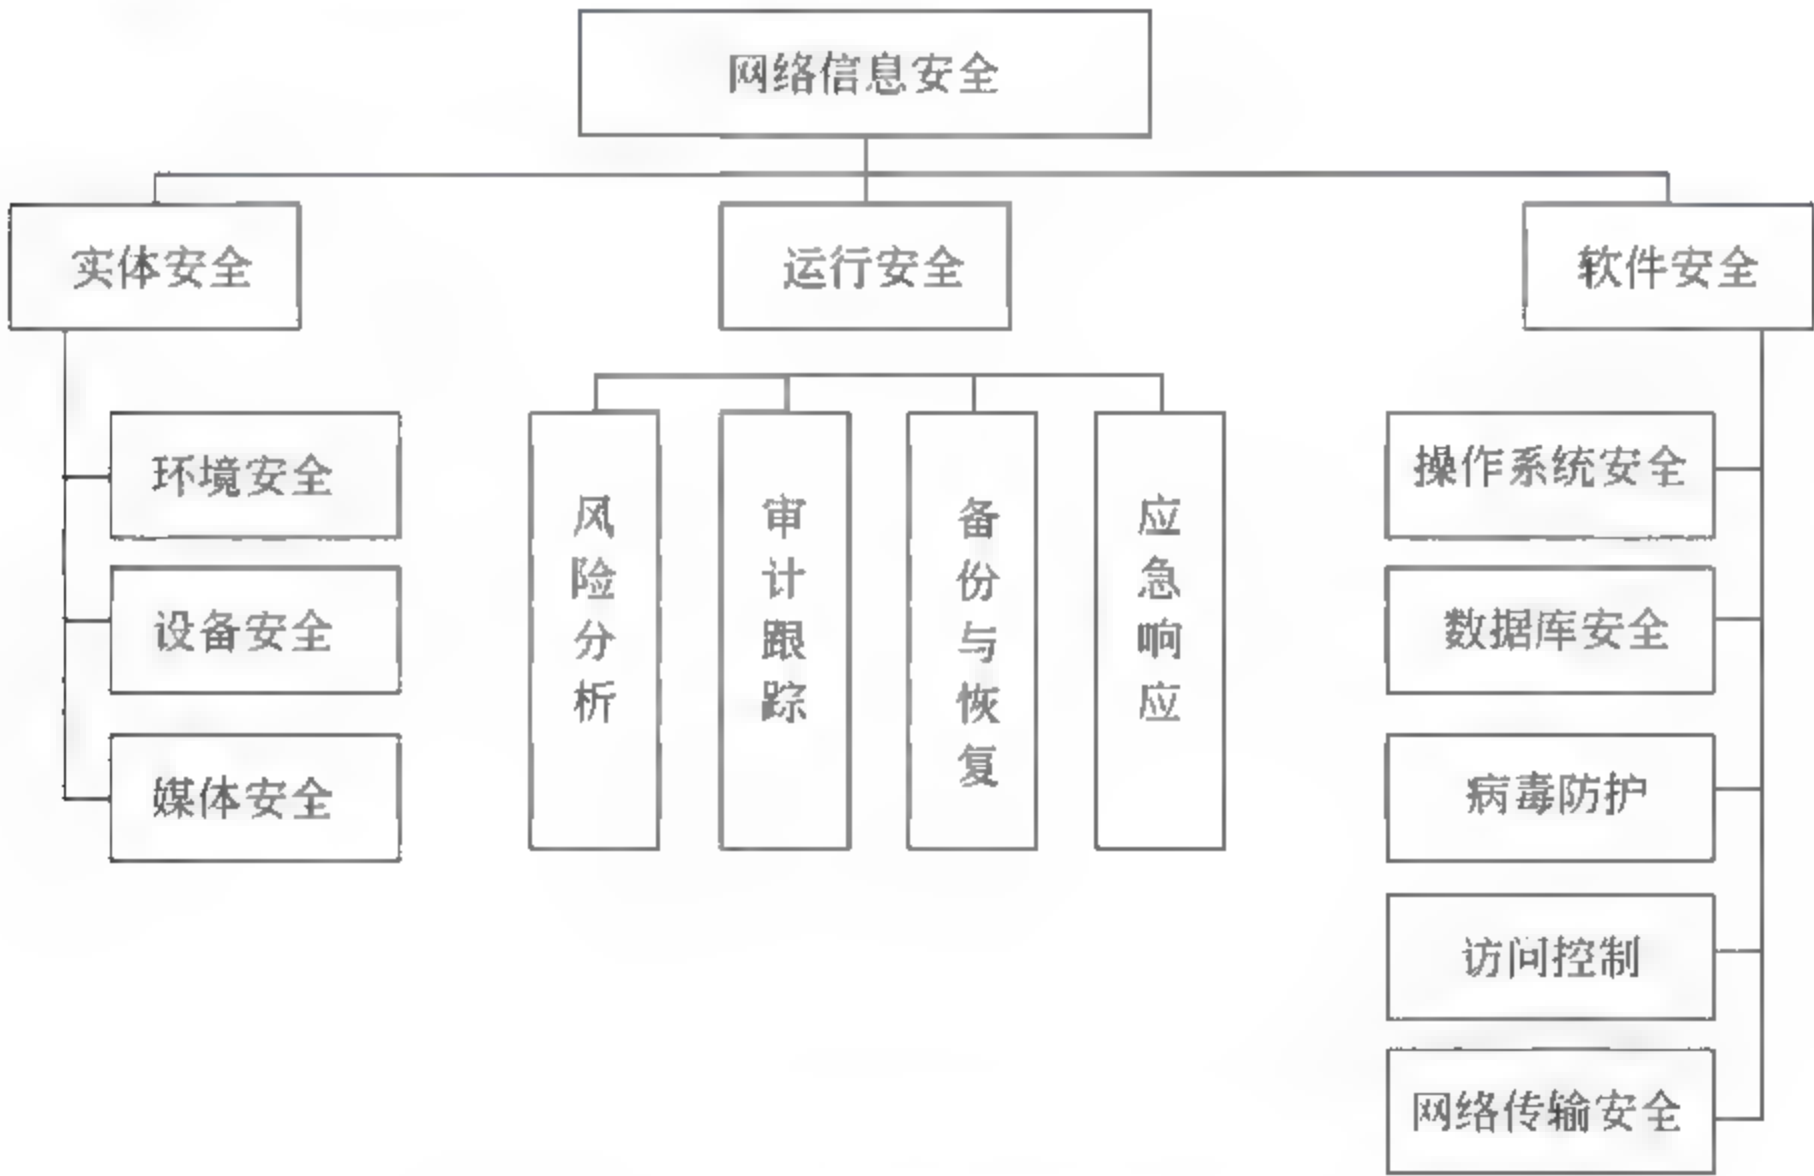 网络信息安全
实体安全
运行安全
软件安全
环境安全
设备安全
媒体安全
风险分析
审计跟踪
备份与恢复
应急响应
操作系统安全
数据库安全
病毒防护
访问控制
网络传输安全